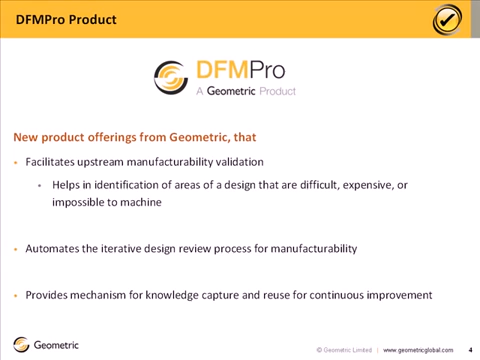 DFMPro Product
DFMPro
A Geometric Product
New product offerings from Geometric, that
• Facilitates upstream manufacturability validation
• Helps in identification of areas of a design that are difficult, expensive, or
impossible to machine
• Automates the iterative design review process for manufacturability
• Provides mechanism for knowledge capture and reuse for continuous improvement
Geometric
© Geometric Limited | www.geometricglobal.com 4